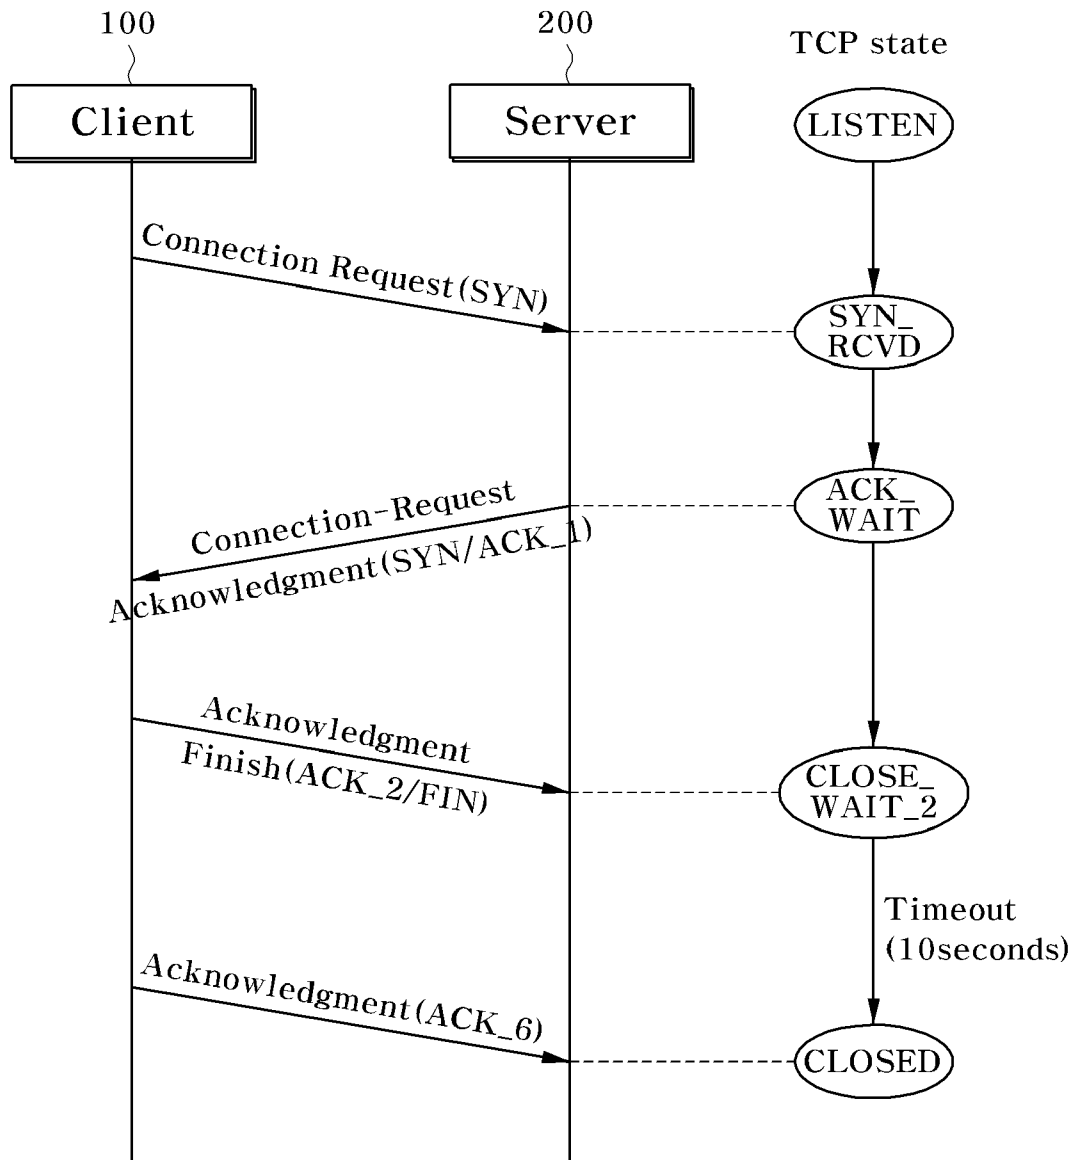 100
200
TCP state
Client
Server
LISTEN
Connection Request(SYN)
SYN_
RCVD
ACK_
WAIT
Connection-Request
Acknowledgment(SYN/ACK_1)
Acknowledgment
Finish(ACK_2/FIN)
CLOSE_
WAIT_2
Timeout
(10seconds)
Acknowledgment(ACK_6)
CLOSED